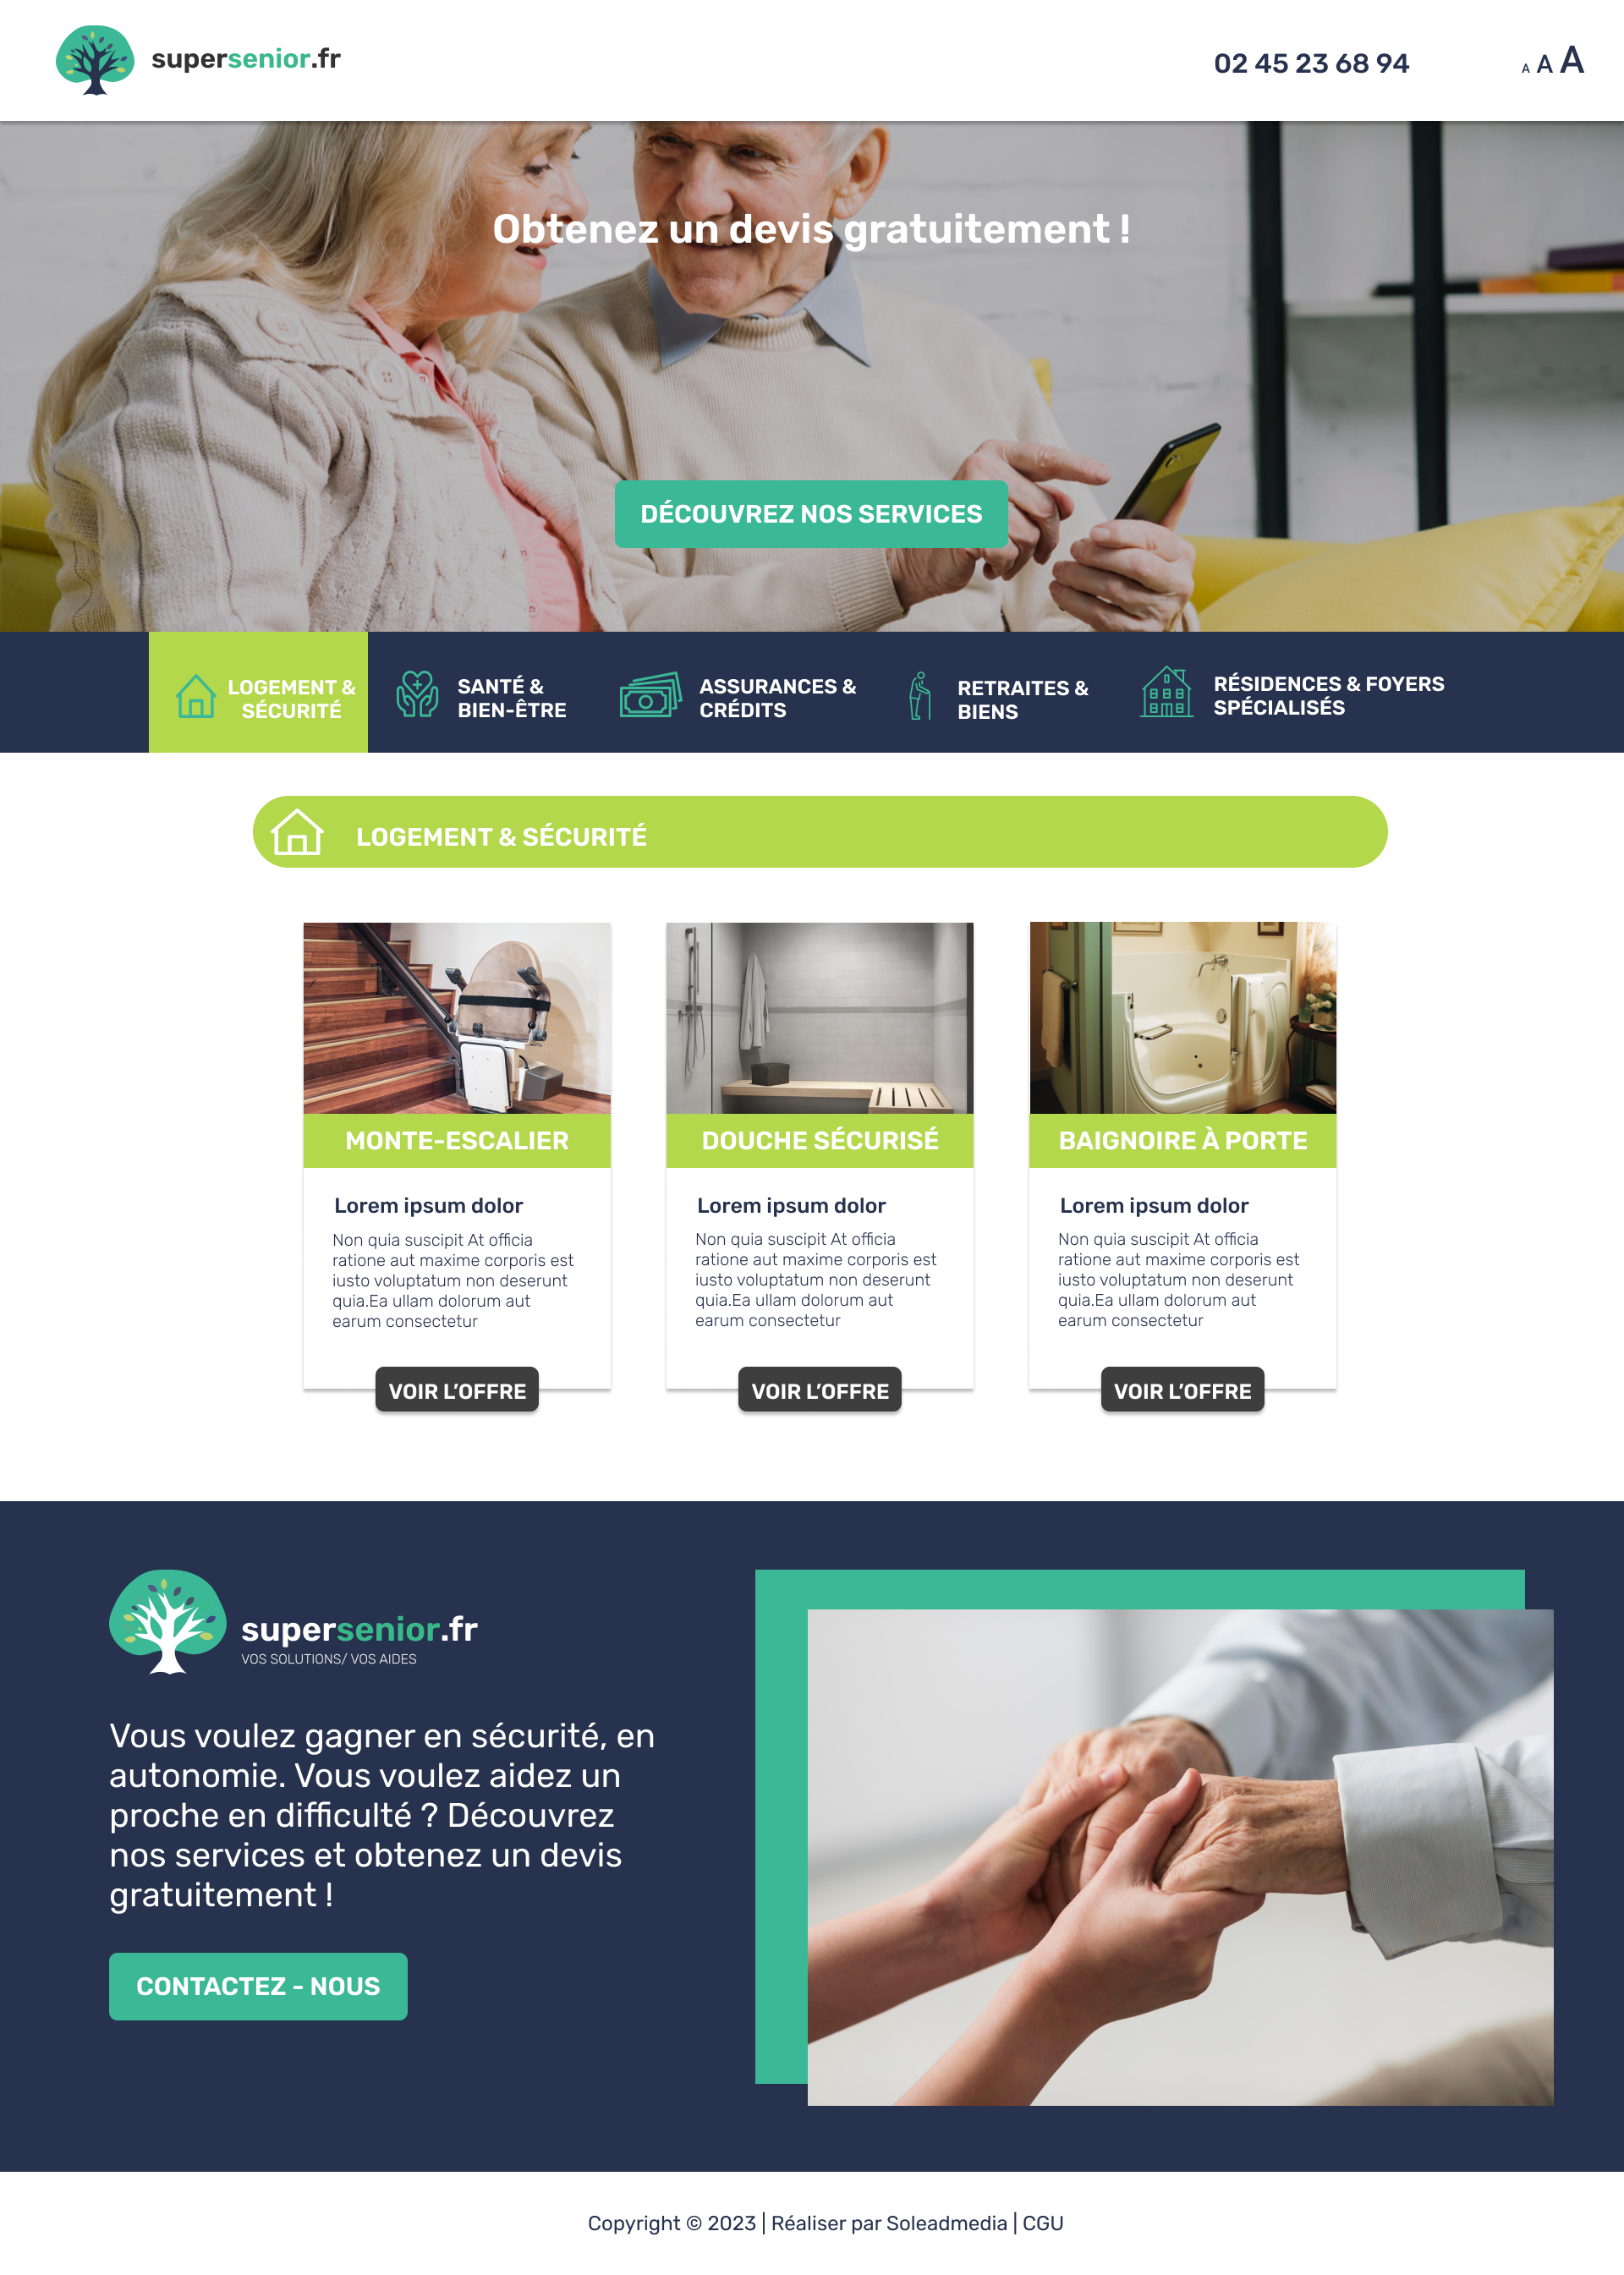 supersenior.fr
02 45 23 68 94
A A A
Obtenez un devis gratuitement !
DÉCOUVREZ NOS SERVICES
LOGEMENT &
SÉCURITÉ
SANTÉ &
BIEN-ÊTRE
ASSURANCES &
CRÉDITS
RETRAITES &
BIENS
RÉSIDENCES & FOYERS
SPÉCIALISÉS
LOGEMENT & SÉCURITÉ
MONTE-ESCALIER
Lorem ipsum dolor
Non quia suscipit At officia
ratione aut maxime corporis est
iusto voluptatum non deserunt
quia.Ea ullam dolorum aut
earum consectetur
VOIR L’OFFRE
DOUCHE SÉCURISÉ
Lorem ipsum dolor
Non quia suscipit At officia
ratione aut maxime corporis est
iusto voluptatum non deserunt
quia.Ea ullam dolorum aut
earum consectetur
VOIR L’OFFRE
BAIGNOIRE À PORTE
Lorem ipsum dolor
Non quia suscipit At officia
ratione aut maxime corporis est
iusto voluptatum non deserunt
quia.Ea ullam dolorum aut
earum consectetur
VOIR L’OFFRE
supersenior.fr
VOS SOLUTIONS/ VOS AIDES
Vous voulez gagner en sécurité, en
autonomie. Vous voulez aidez un
proche en difficulté ? Découvrez
nos services et obtenez un devis
gratuitement !
CONTACTEZ - NOUS
Copyright © 2023 | Réaliser par Soleadmedia | CGU